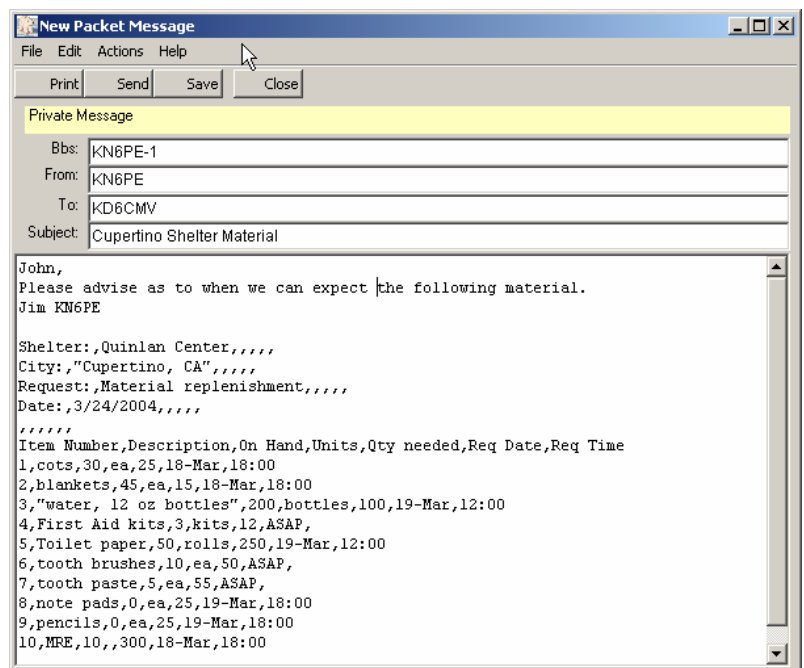 New Packet Message
File Edit Actions Help
Print Send Save Close
Private Message
Bbs: KN6PE-1
From: KN6PE
To: KD6CMV
Subject: Cupertino Shelter Material
John,
Please advise as to when we can expect the following material.
Jim KN6PE
Shelter:,Quinlan Center,,,,,
City:,"Cupertino, CA",,,,,
Request:,Material replenishment,,,,,
Date:,3/24/2004,,,,,
,,,,,,
Item Number,Description,On Hand,Units,Qty needed,Req Date,Req Time
1,cots,30,ea,25,18-Mar,18:00
2,blankets,45,ea,15,18-Mar,18:00
3,"water, 12 oz bottles",200,bottles,100,19-Mar,12:00
4,First Aid kits,3,kits,12,ASAP,
5,Toilet paper,50,rolls,250,19-Mar,12:00
6,tooth brushes,10,ea,50,ASAP,
7,tooth paste,5,ea,55,ASAP,
8,note pads,0,ea,25,19-Mar,18:00
9,pencils,0,ea,25,19-Mar,18:00
10,MRE,10,,300,18-Mar,18:00